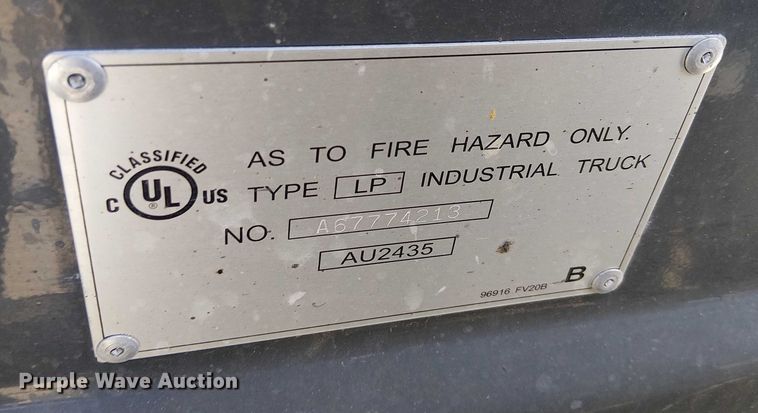 CLASSIFIED
C UL US
®
AS TO FIRE HAZARD ONLY.
TYPE LP INDUSTRIAL TRUCK
NO. A67774213
AU2435
96916 FV20B B
Purple Wave Auction